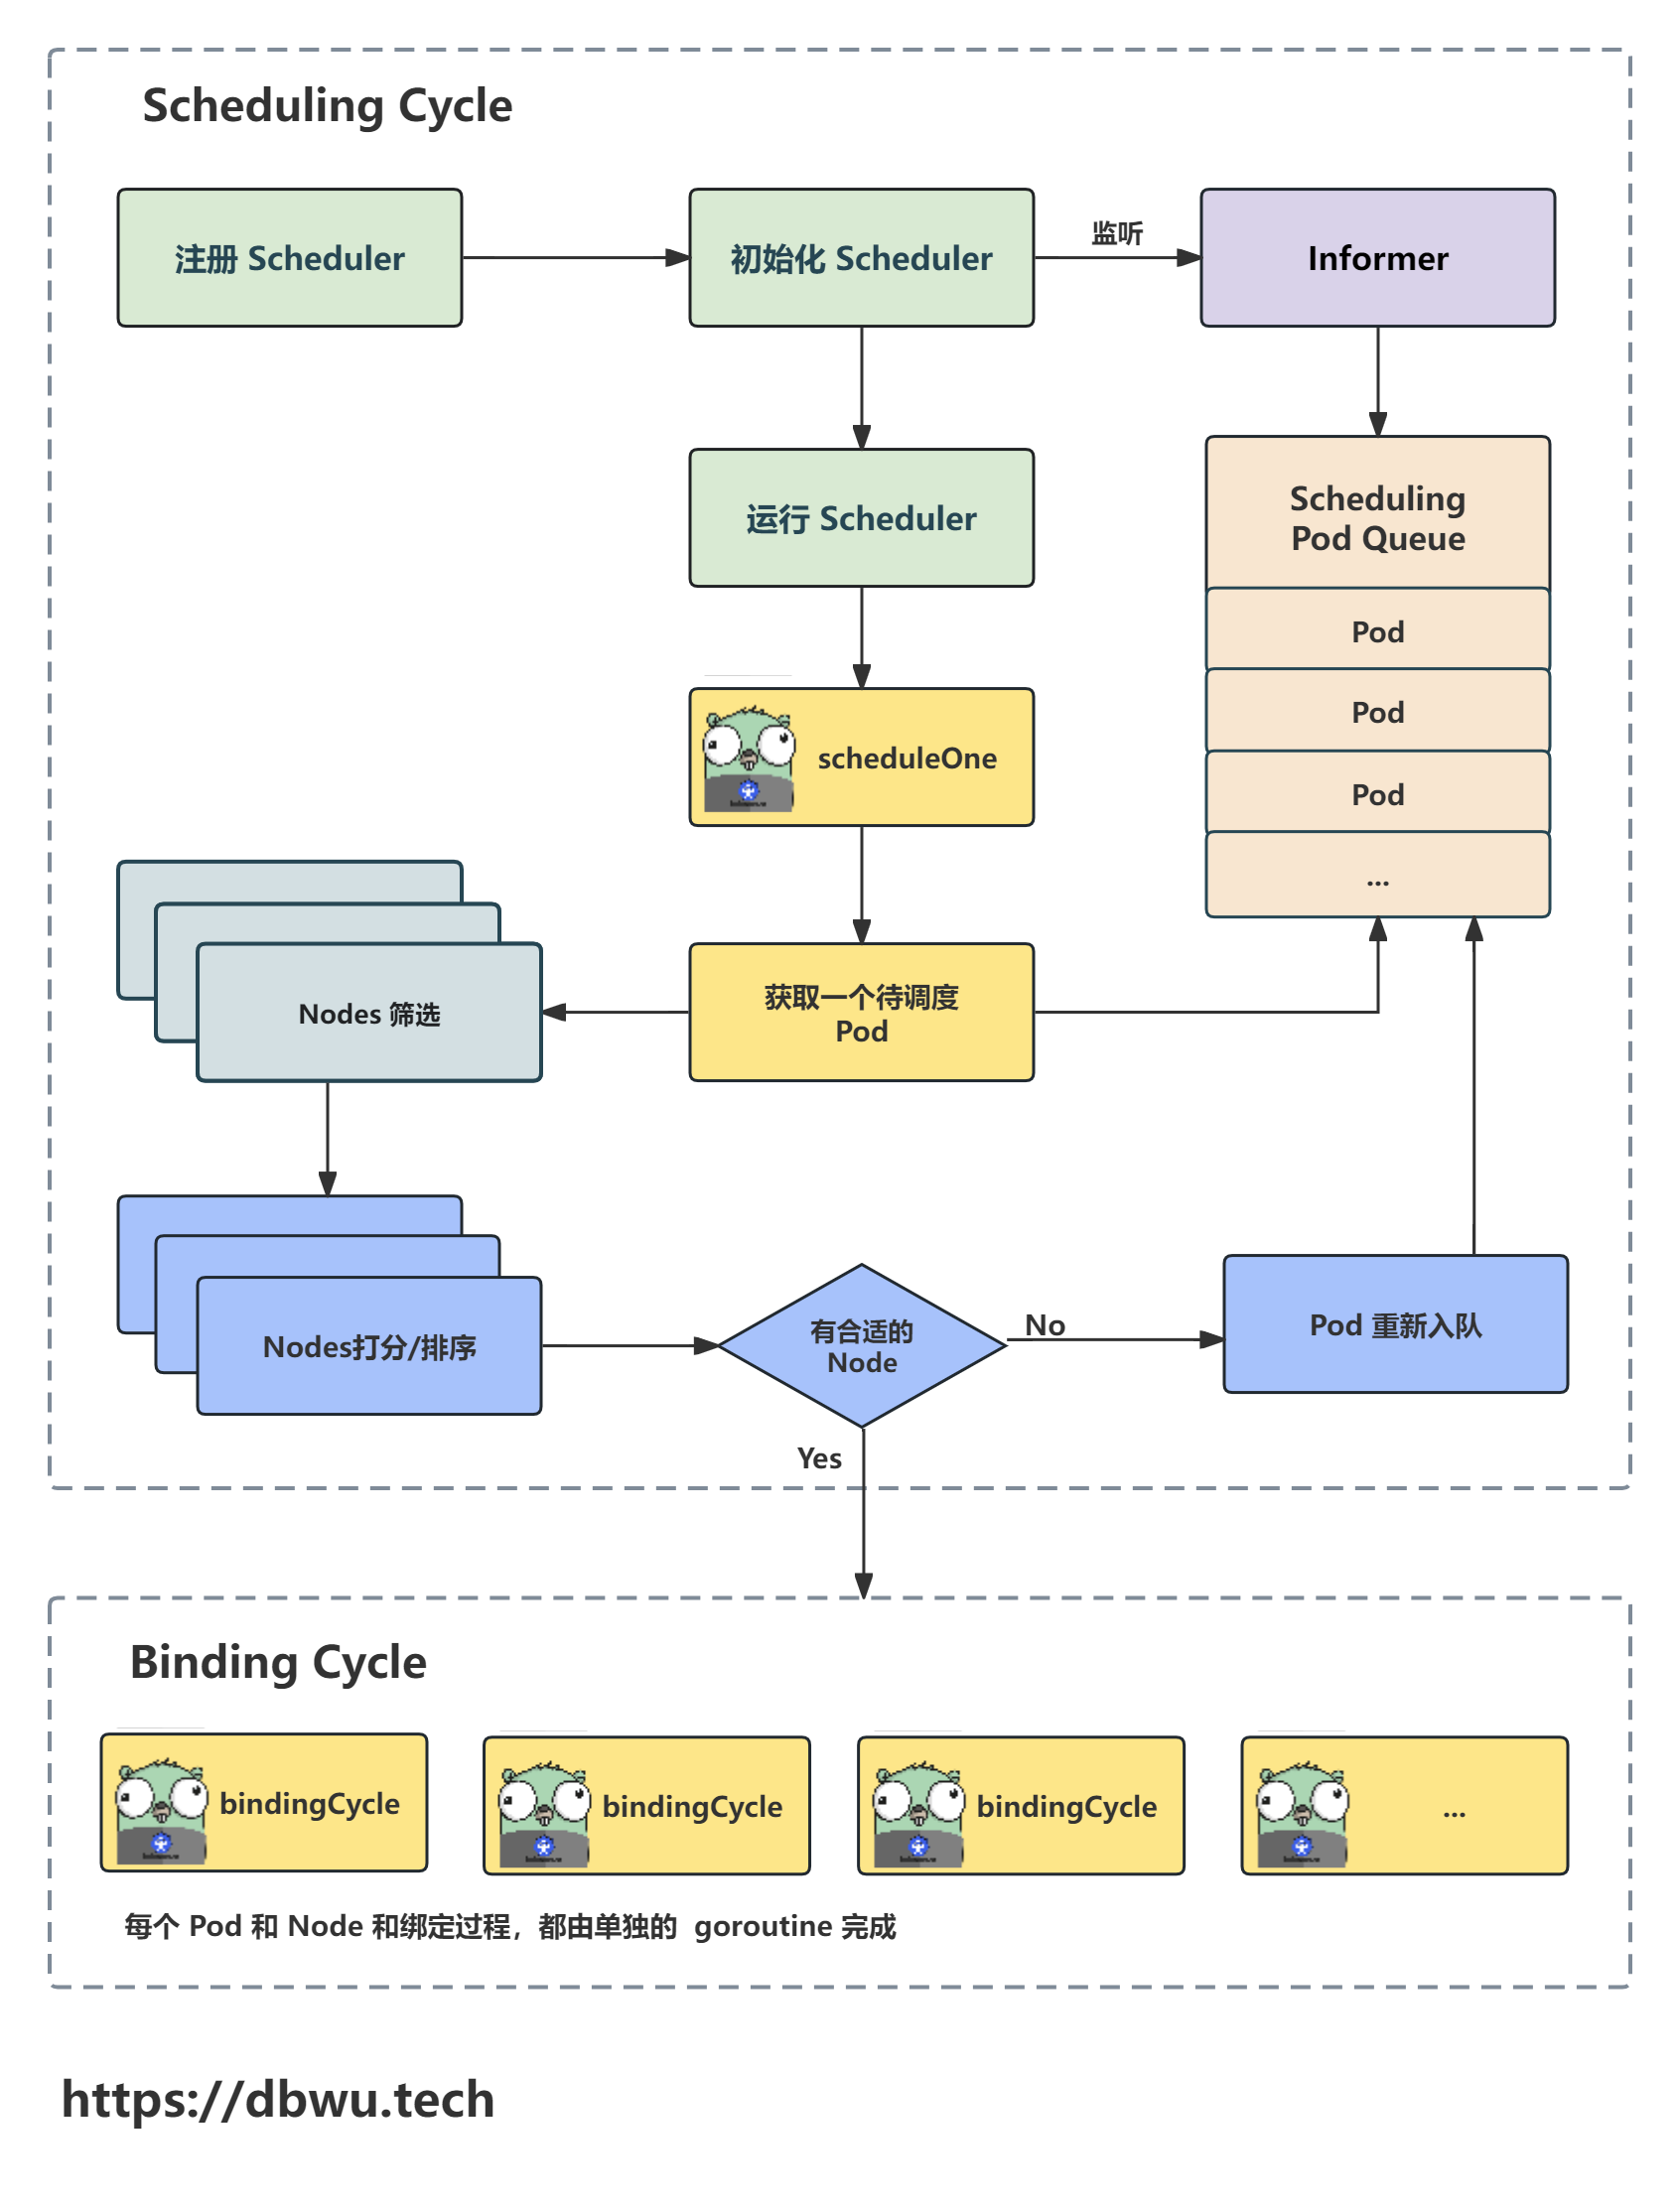 Scheduling Cycle
注册 Scheduler
初始化 Scheduler
监听
Informer
运行 Scheduler
Scheduling
Pod Queue
Pod
Pod
Pod
...
scheduleOne
获取一个待调度
Pod
Nodes 筛选
Nodes打分/排序
有合适的
Node
No
Pod 重新入队
Yes
Binding Cycle
bindingCycle
bindingCycle
bindingCycle
...
每个 Pod 和 Node 和绑定过程，都由单独的 goroutine 完成
https://dbwu.tech